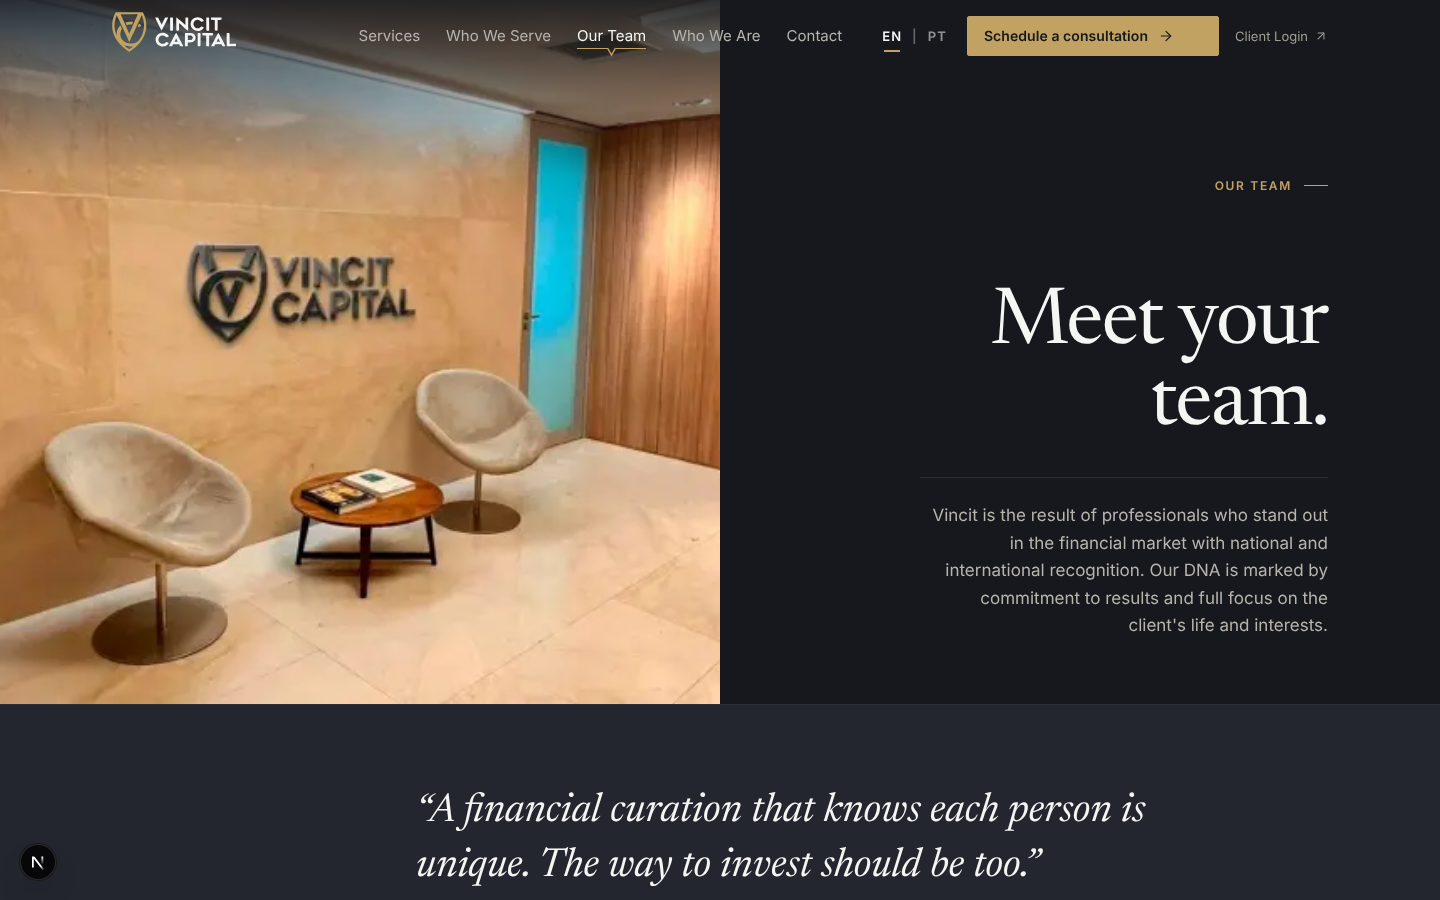 VINCIT
CAPITAL
Services
Who We Serve
Our Team
Who We Are
Contact
EN | PT
Schedule a consultation →
Client Login ↗
VINCIT
CAPITAL
OUR TEAM
Meet your
team.
Vincit is the result of professionals who stand out
in the financial market with national and
international recognition. Our DNA is marked by
commitment to results and full focus on the
client's life and interests.
“A financial curation that knows each person is
unique. The way to invest should be too.”
N